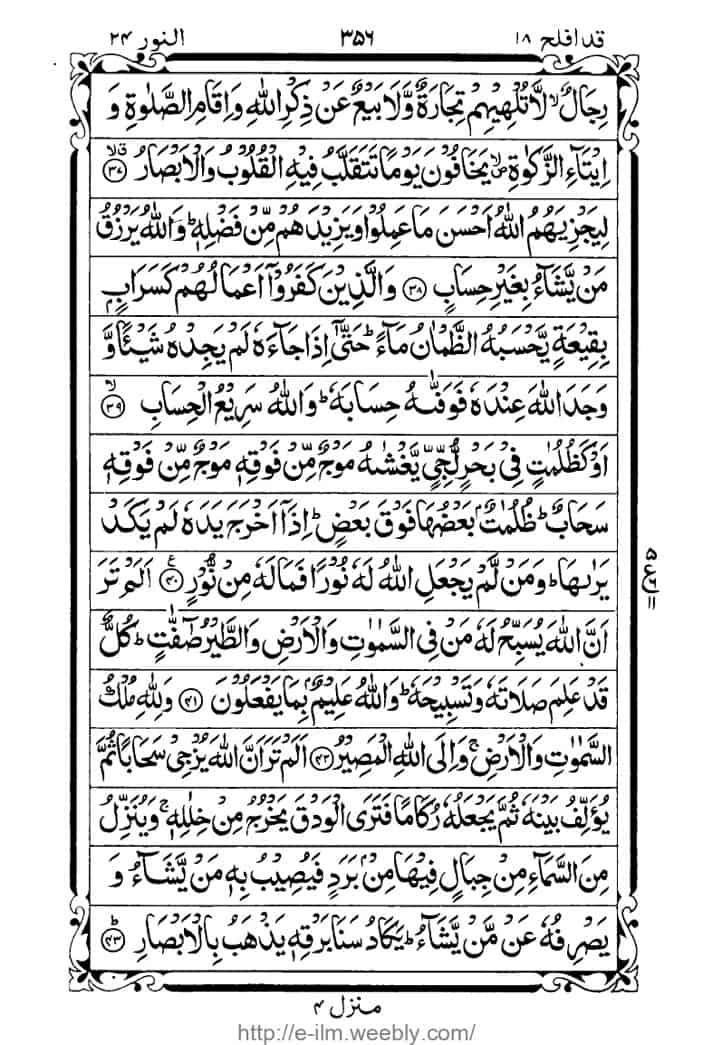 قد افلح ١٨ ٣٥٦ النور ٢٤
رِجَالٌ ۙ لَّا تُلْهِيْهِمْ تِجَارَةٌ وَّلَا بَيْعٌ عَنْ ذِكْرِ اللّٰهِ وَاِقَامِ الصَّلٰوةِ وَ
اِيْتَآءِ الزَّكٰوةِ ۪ۙ يَخَافُوْنَ يَوْمًا تَتَقَلَّبُ فِيْهِ الْقُلُوْبُ وَالْاَبْصَارُ ۙ ﴿٣٧﴾
لِيَجْزِيَهُمُ اللّٰهُ اَحْسَنَ مَا عَمِلُوْا وَيَزِيْدَهُمْ مِّنْ فَضْلِهٖ ؕ وَاللّٰهُ يَرْزُقُ
مَنْ يَّشَآءُ بِغَيْرِ حِسَابٍ ﴿٣٨﴾ وَالَّذِيْنَ كَفَرُوْۤا اَعْمَالُهُمْ كَسَرَابٍۭ
بِقِيْعَةٍ يَّحْسَبُهُ الظَّمْاٰنُ مَآءً ؕ حَتّٰۤى اِذَا جَآءَهٗ لَمْ يَجِدْهُ شَيْـًٔا وَّ
وَجَدَ اللّٰهَ عِنْدَهٗ فَوَفّٰىهُ حِسَابَهٗ ؕ وَاللّٰهُ سَرِيْعُ الْحِسَابِ ۙ ﴿٣٩﴾
اَوْ كَظُلُمٰتٍ فِيْ بَحْرٍ لُّجِّيٍّ يَّغْشٰىهُ مَوْجٌ مِّنْ فَوْقِهٖ مَوْجٌ مِّنْ فَوْقِهٖ
سَحَابٌ ؕ ظُلُمٰتٌۢ بَعْضُهَا فَوْقَ بَعْضٍ ؕ اِذَاۤ اَخْرَجَ يَدَهٗ لَمْ يَكَدْ
يَرٰىهَا ؕ وَمَنْ لَّمْ يَجْعَلِ اللّٰهُ لَهٗ نُوْرًا فَمَا لَهٗ مِنْ نُّوْرٍ ﴿٤٠﴾ اَلَمْ تَرَ
اَنَّ اللّٰهَ يُسَبِّحُ لَهٗ مَنْ فِي السَّمٰوٰتِ وَالْاَرْضِ وَالطَّيْرُ صٰٓفّٰتٍ ؕ كُلٌّ
قَدْ عَلِمَ صَلَاتَهٗ وَتَسْبِيْحَهٗ ؕ وَاللّٰهُ عَلِيْمٌۢ بِمَا يَفْعَلُوْنَ ﴿٤١﴾ وَلِلّٰهِ مُلْكُ
السَّمٰوٰتِ وَالْاَرْضِ ۚ وَاِلَى اللّٰهِ الْمَصِيْرُ ﴿٤٢﴾ اَلَمْ تَرَ اَنَّ اللّٰهَ يُزْجِيْ سَحَابًا ثُمَّ
يُؤَلِّفُ بَيْنَهٗ ثُمَّ يَجْعَلُهٗ رُكَامًا فَتَرَى الْوَدْقَ يَخْرُجُ مِنْ خِلٰلِهٖ ۚ وَيُنَزِّلُ
مِنَ السَّمَآءِ مِنْ جِبَالٍ فِيْهَا مِنْۢ بَرَدٍ فَيُصِيْبُ بِهٖ مَنْ يَّشَآءُ وَ
يَصْرِفُهٗ عَنْ مَّنْ يَّشَآءُ ؕ يَكَادُ سَنَا بَرْقِهٖ يَذْهَبُ بِالْاَبْصَارِ ؕ ﴿٤٣﴾
٥
ع ٦
١١
منزل ٤
http://e-ilm.weebly.com/